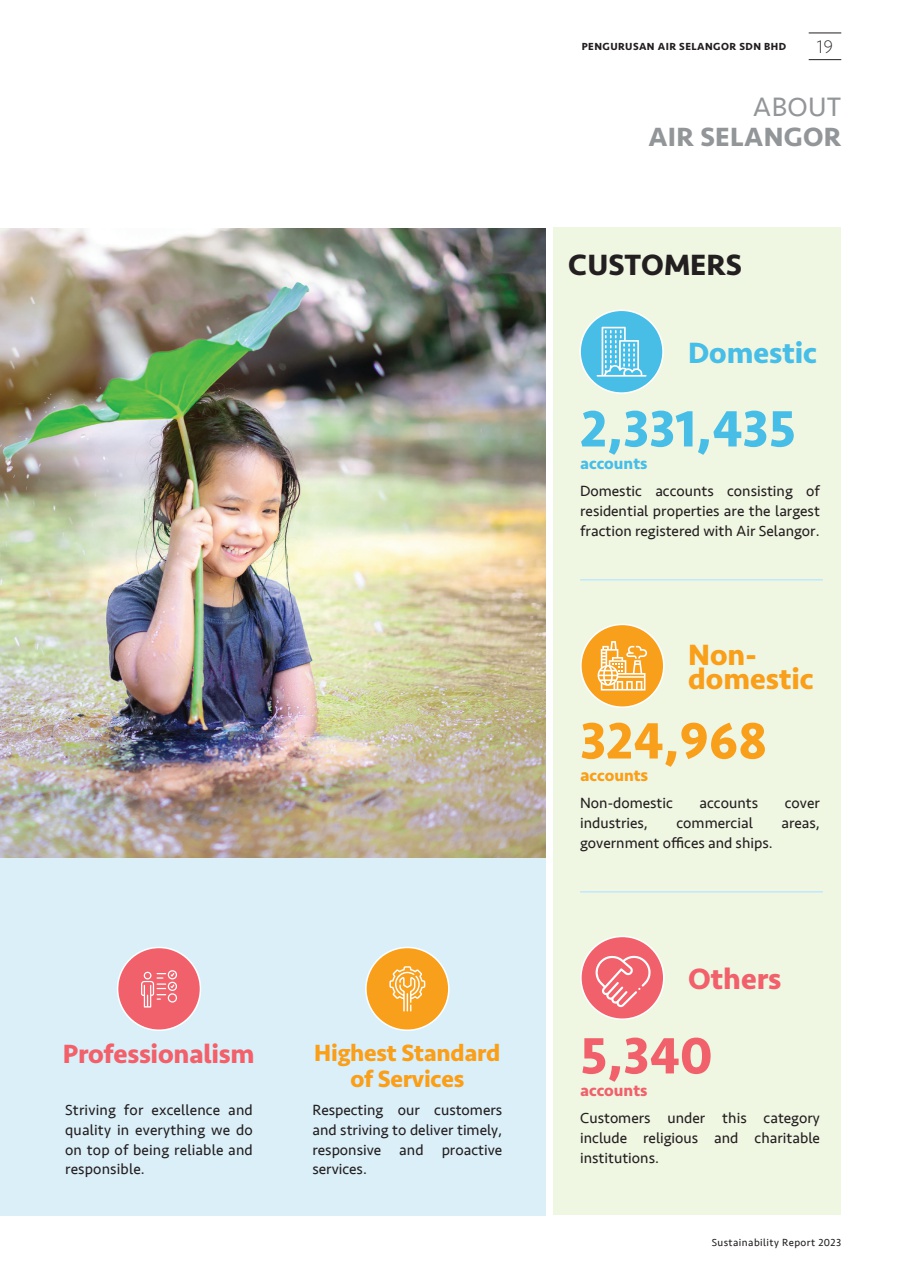 PENGURUSAN AIR SELANGOR SDN BHD 19
ABOUT
AIR SELANGOR
CUSTOMERS
Domestic
2,331,435
accounts
Domestic accounts consisting of
residential properties are the largest
fraction registered with Air Selangor.
Non-
domestic
324,968
accounts
Non-domestic accounts cover
industries, commercial areas,
government offices and ships.
Others
5,340
accounts
Customers under this category
include religious and charitable
institutions.
Professionalism
Striving for excellence and
quality in everything we do
on top of being reliable and
responsible.
Highest Standard
of Services
Respecting our customers
and striving to deliver timely,
responsive and proactive
services.
Sustainability Report 2023